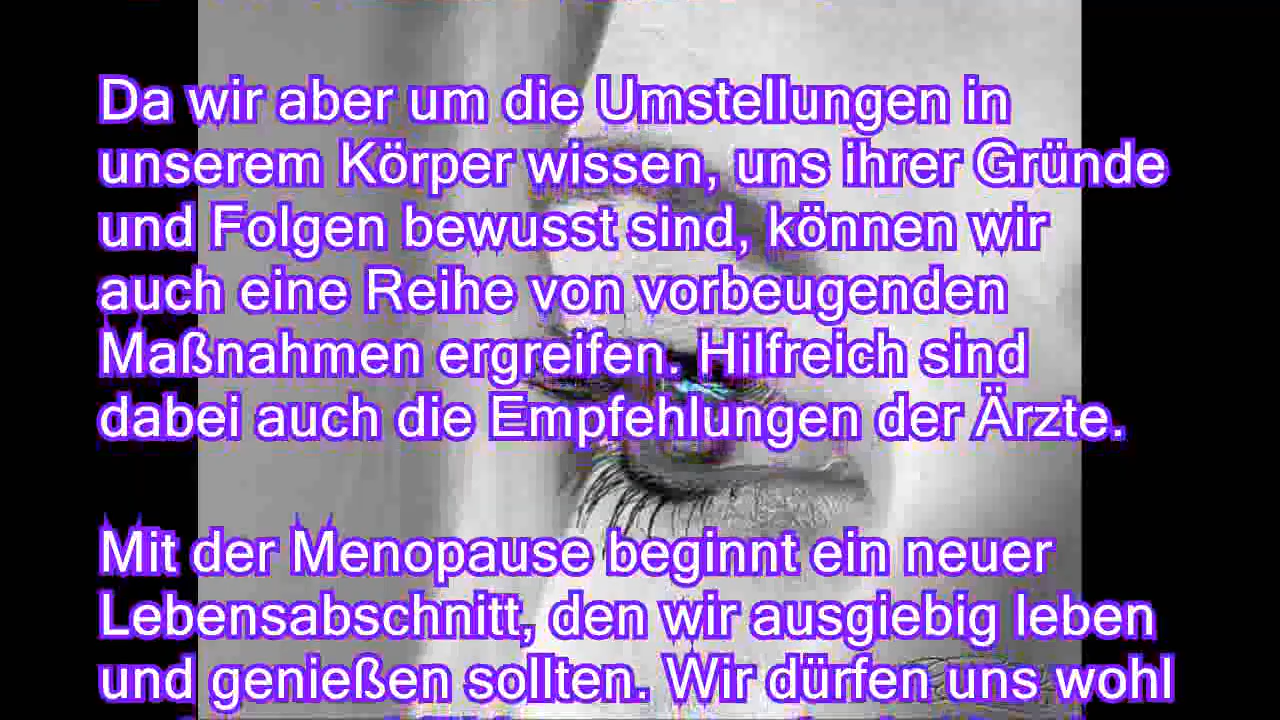 Da wir aber um die Umstellungen in
unserem Körper wissen, uns ihrer Gründe
und Folgen bewusst sind, können wir
auch eine Reihe von vorbeugenden
Maßnahmen ergreifen. Hilfreich sind
dabei auch die Empfehlungen der Ärzte.
Mit der Menopause beginnt ein neuer
Lebensabschnitt, den wir ausgiebig leben
und genießen sollten. Wir dürfen uns wohl